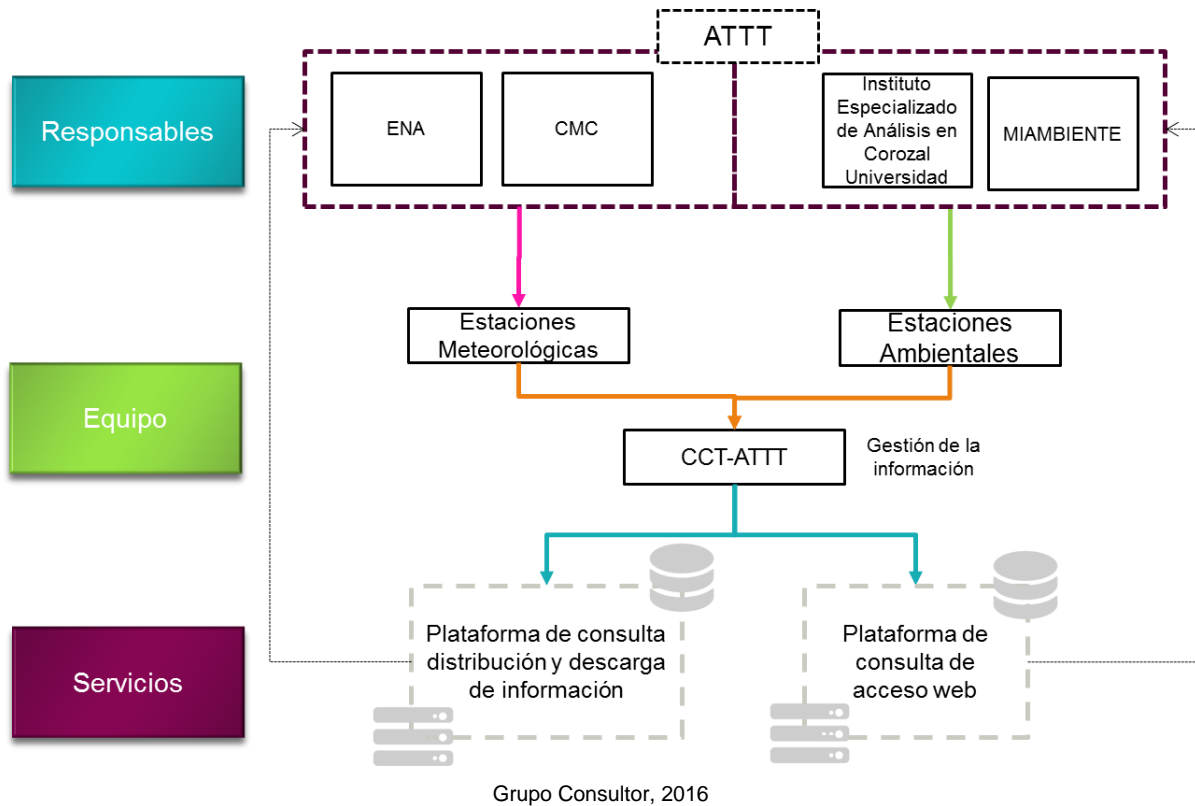 ATTT
Responsables
ENA
CMC
Instituto
Especializado
de Análisis en
Corozal
Universidad
MIAMBIENTE
Estaciones
Meteorológicas
Estaciones
Ambientales
Equipo
CCT-ATTT
Gestión de la
información
Servicios
Plataforma de consulta
distribución y descarga
de información
Plataforma de
consulta de
acceso web
Grupo Consultor, 2016